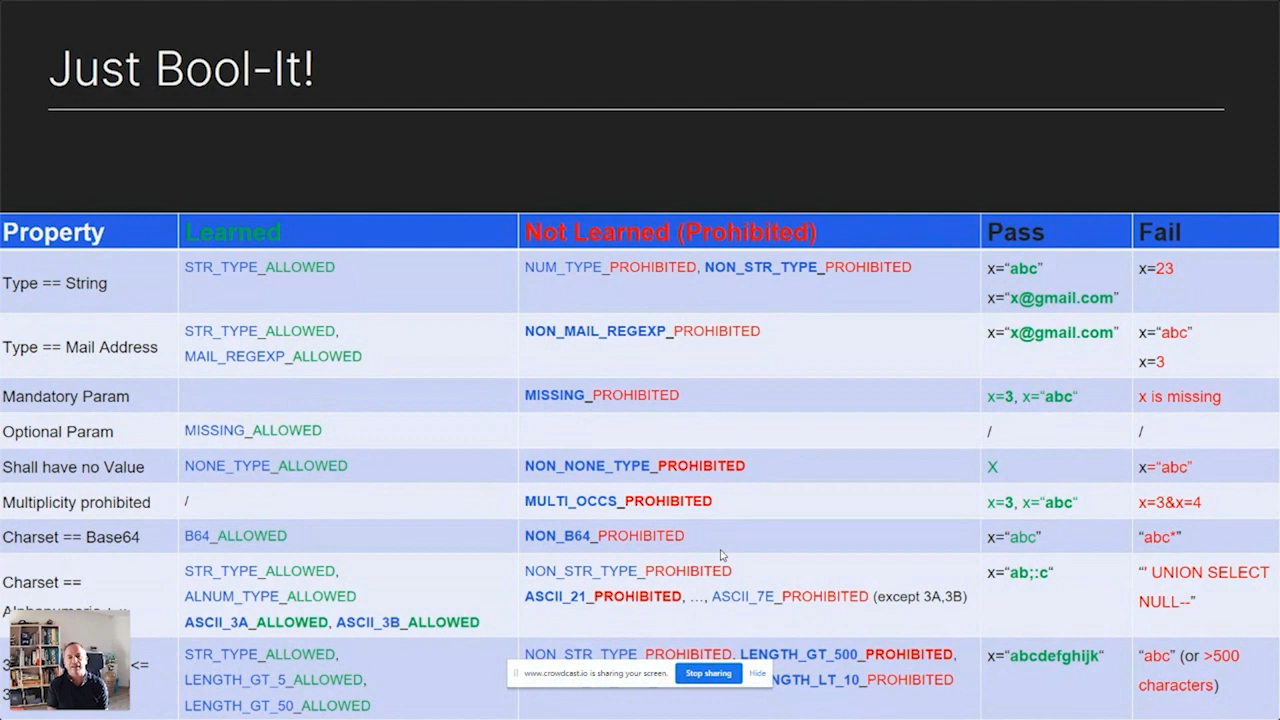 Just Bool-It!
Property Learned Not Learned (Prohibited) Pass Fail
Type == String STR_TYPE_ALLOWED NUM_TYPE_PROHIBITED, NON_STR_TYPE_PROHIBITED x=“abc” x=23
x=“x@gmail.com”
Type == Mail Address STR_TYPE_ALLOWED, NON_MAIL_REGEXP_PROHIBITED x=“x@gmail.com” x=“abc”
MAIL_REGEXP_ALLOWED x=3
Mandatory Param MISSING_PROHIBITED x=3, x=“abc“ x is missing
Optional Param MISSING_ALLOWED / /
Shall have no Value NONE_TYPE_ALLOWED NON_NONE_TYPE_PROHIBITED X x=“abc”
Multiplicity prohibited / MULTI_OCCS_PROHIBITED x=3, x=“abc“ x=3&x=4
Charset == Base64 B64_ALLOWED NON_B64_PROHIBITED x=“abc” “abc*”
Charset == STR_TYPE_ALLOWED, NON_STR_TYPE_PROHIBITED x=“ab;:c“ “’ UNION SELECT
ALNUM_TYPE_ALLOWED ASCII_21_PROHIBITED, …, ASCII_7E_PROHIBITED (except 3A,3B) NULL--”
ASCII_3A_ALLOWED, ASCII_3B_ALLOWED
<= STR_TYPE_ALLOWED, NON_STR_TYPE_PROHIBITED, LENGTH_GT_500_PROHIBITED, x=“abcdefghijk“ “abc” (or >500
LENGTH_GT_5_ALLOWED, LENGTH_LT_10_PROHIBITED characters)
LENGTH_GT_50_ALLOWED
www.crowdcast.io is sharing your screen. Stop sharing Hide